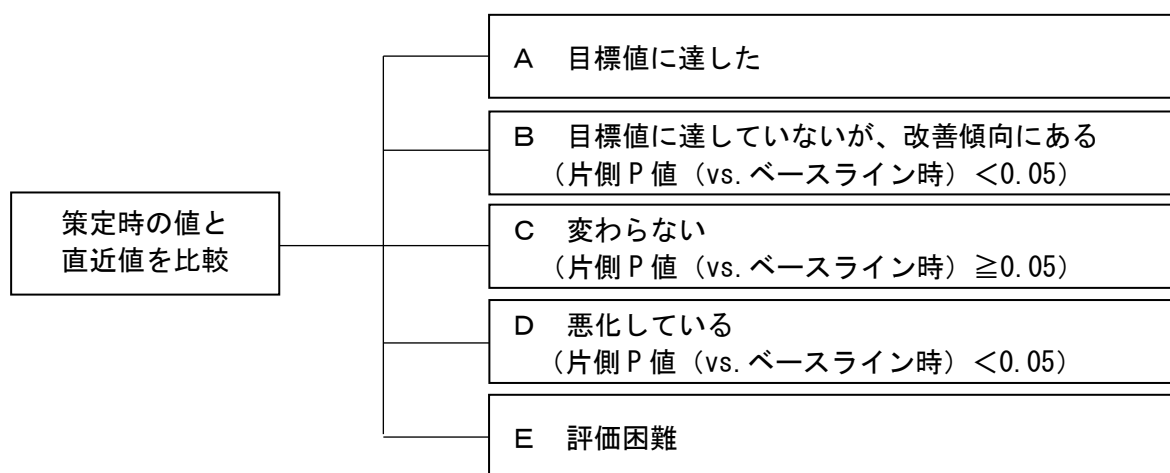 策定時の値と
直近値を比較
A 目標値に達した
B 目標値に達していないが、改善傾向にある
(片側P値(vs.ベースライン時)<0.05)
C 変わらない
(片側P値(vs.ベースライン時)≧0.05)
D 悪化している
(片側P値(vs.ベースライン時)<0.05)
E 評価困難